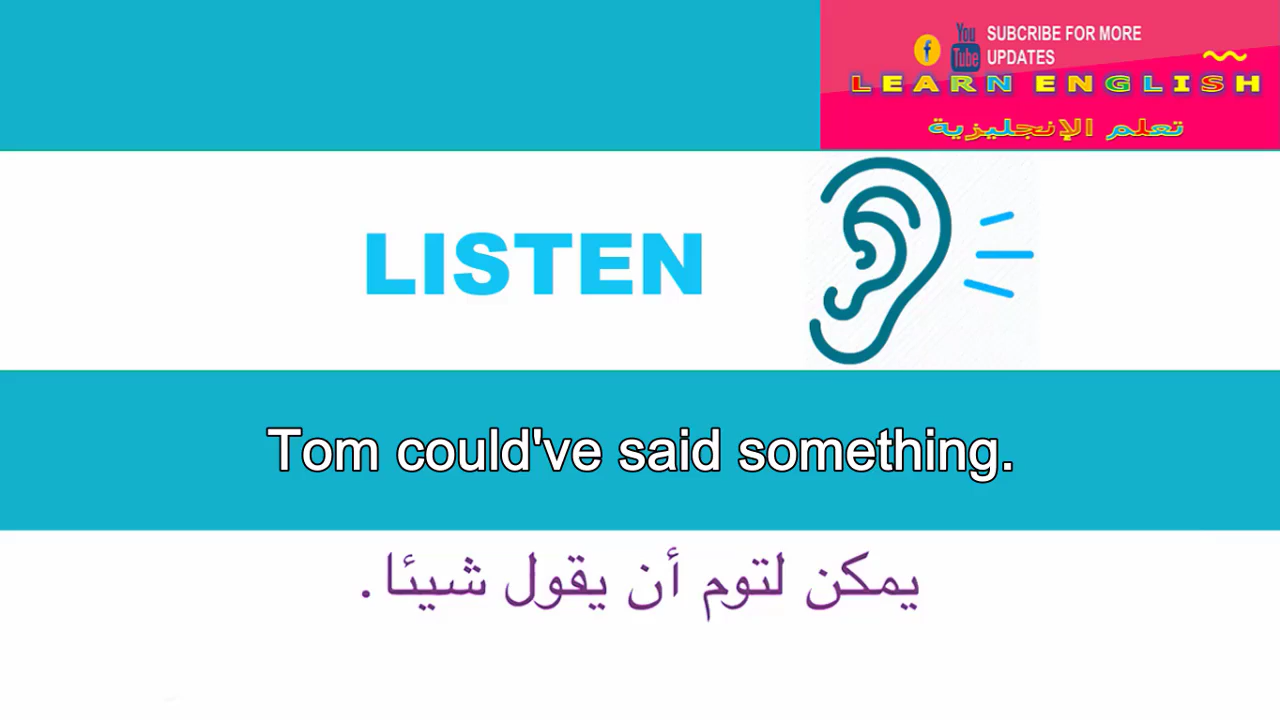 f You Tube SUBCRIBE FOR MORE
UPDATES
LEARN ENGLISH
تعلم الإنجليزية
LISTEN
Tom could've said something.
يمكن لتوم أن يقول شيئا.